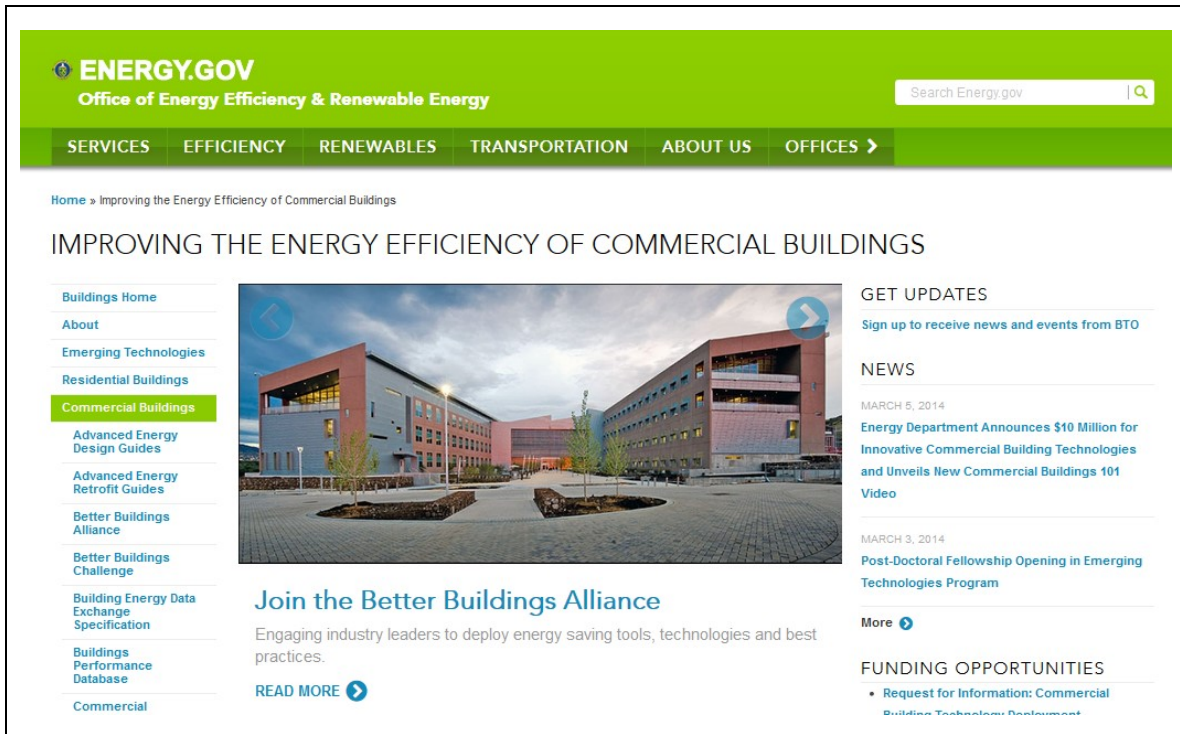 ENERGY.GOV
Office of Energy Efficiency & Renewable Energy
Search Energy.gov
SERVICES EFFICIENCY RENEWABLES TRANSPORTATION ABOUT US OFFICES
Home » Improving the Energy Efficiency of Commercial Buildings
IMPROVING THE ENERGY EFFICIENCY OF COMMERCIAL BUILDINGS
Buildings Home
About
Emerging Technologies
Residential Buildings
Commercial Buildings
Advanced Energy
Design Guides
Advanced Energy
Retrofit Guides
Better Buildings
Alliance
Better Buildings
Challenge
Building Energy Data
Exchange
Specification
Buildings
Performance
Database
Commercial
Join the Better Buildings Alliance
Engaging industry leaders to deploy energy saving tools, technologies and best
practices.
READ MORE
GET UPDATES
Sign up to receive news and events from BTO
NEWS
MARCH 5, 2014
Energy Department Announces $10 Million for
Innovative Commercial Building Technologies
and Unveils New Commercial Buildings 101
Video
MARCH 3, 2014
Post-Doctoral Fellowship Opening in Emerging
Technologies Program
More
FUNDING OPPORTUNITIES
• Request for Information: Commercial
Building Technology Deployment